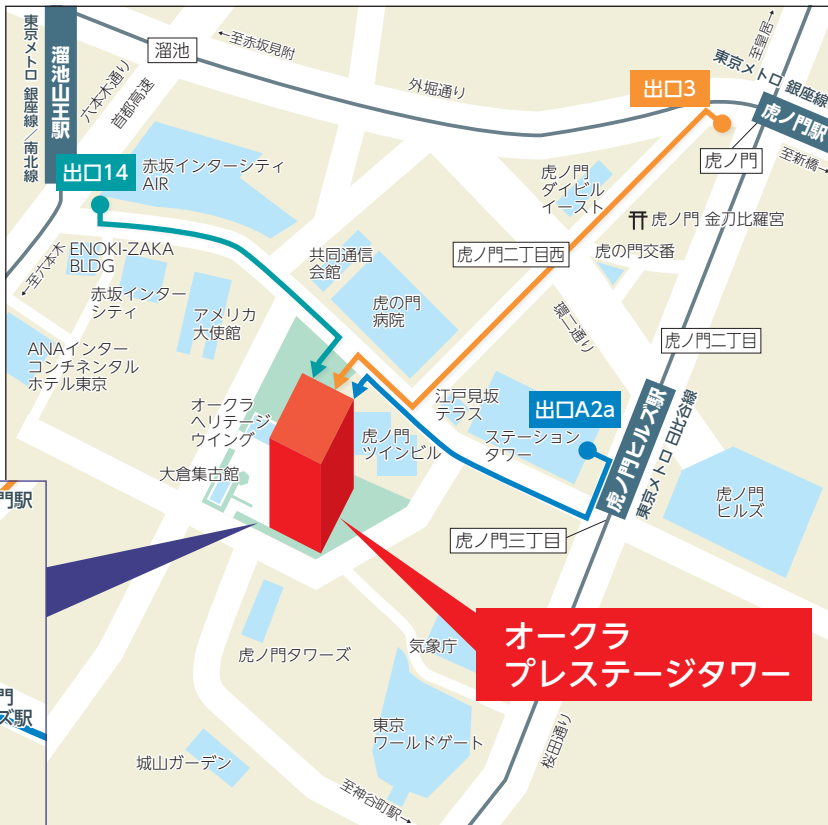 東京メトロ 銀座線／南北線
溜池山王駅
六本木通り
首都高速
溜池
←至赤坂見附
外堀通り
至皇居→
東京メトロ 銀座線
出口3
虎ノ門駅
虎ノ門
至新橋→
出口14
赤坂インターシティ
AIR
虎ノ門
ダイビル
イースト
虎ノ門 金刀比羅宮
虎の門交番
虎ノ門二丁目西
←至六本木
ENOKI-ZAKA
BLDG
赤坂インター
シティ
アメリカ
大使館
共同通信
会館
虎の門
病院
環二通り
虎ノ門二丁目
ANAインター
コンチネンタル
ホテル東京
オークラ
ヘリテージ
ウイング
大倉集古館
虎ノ門
ツインビル
江戸見坂
テラス
出口A2a
ステーション
タワー
虎ノ門ヒルズ駅
東京メトロ 日比谷線
虎ノ門
ヒルズ
虎ノ門三丁目
門駅
オークラ
プレステージタワー
虎ノ門タワーズ
気象庁
門
ズ駅
東京
ワールドゲート
城山ガーデン
桜田通り
至神谷町駅→